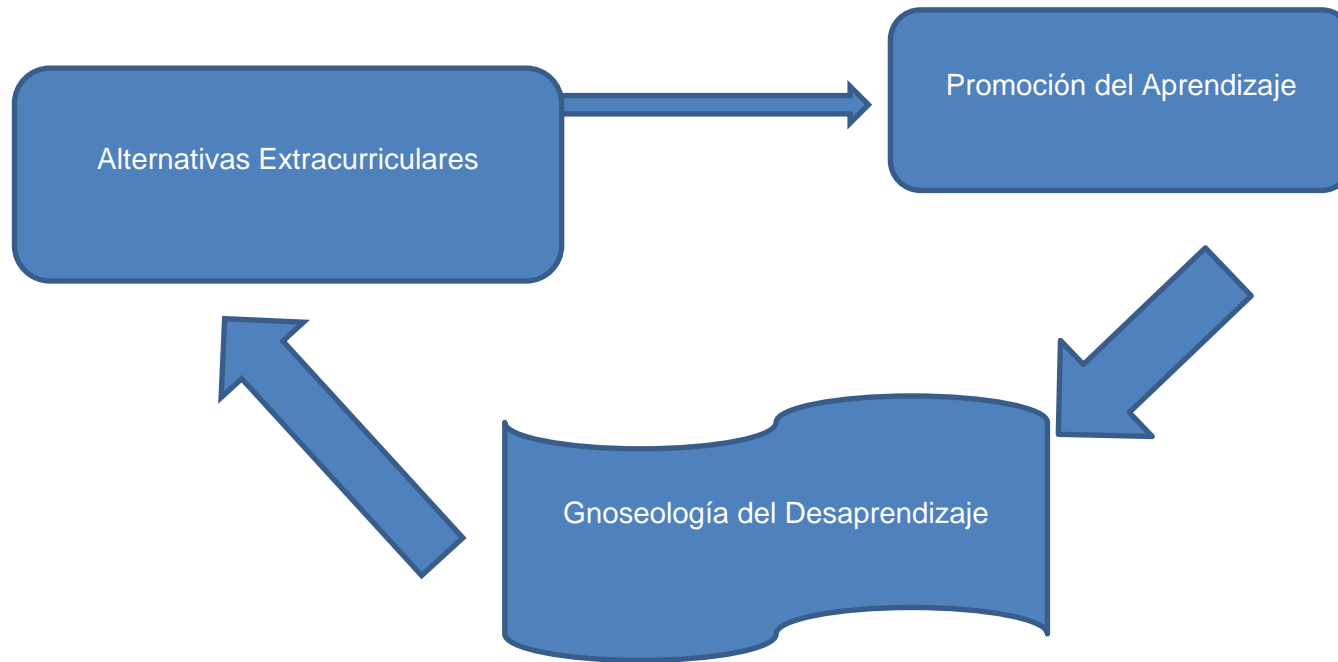 Alternativas Extracurriculares
Promoción del Aprendizaje
Gnoseología del Desaprendizaje